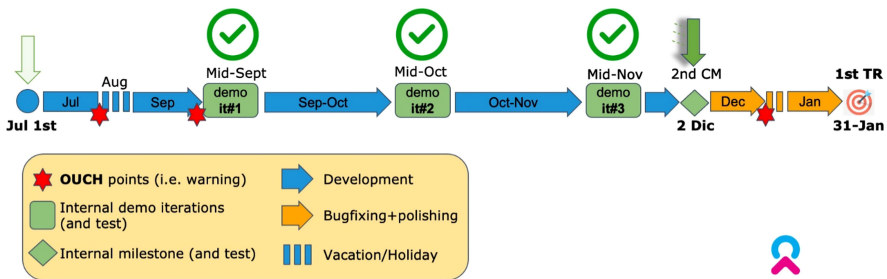 Aug
Mid-Sept
Mid-Oct
Mid-Nov
2nd CM
1st TR
Jul
Sep
demo
it#1
Sep-Oct
demo
it#2
Oct-Nov
demo
it#3
Dec
Jan
Jul 1st
2 Dic
31-Jan
OUCH points (i.e. warning)
Development
Internal demo iterations
(and test)
Bugfixing+polishing
Internal milestone (and test)
Vacation/Holiday